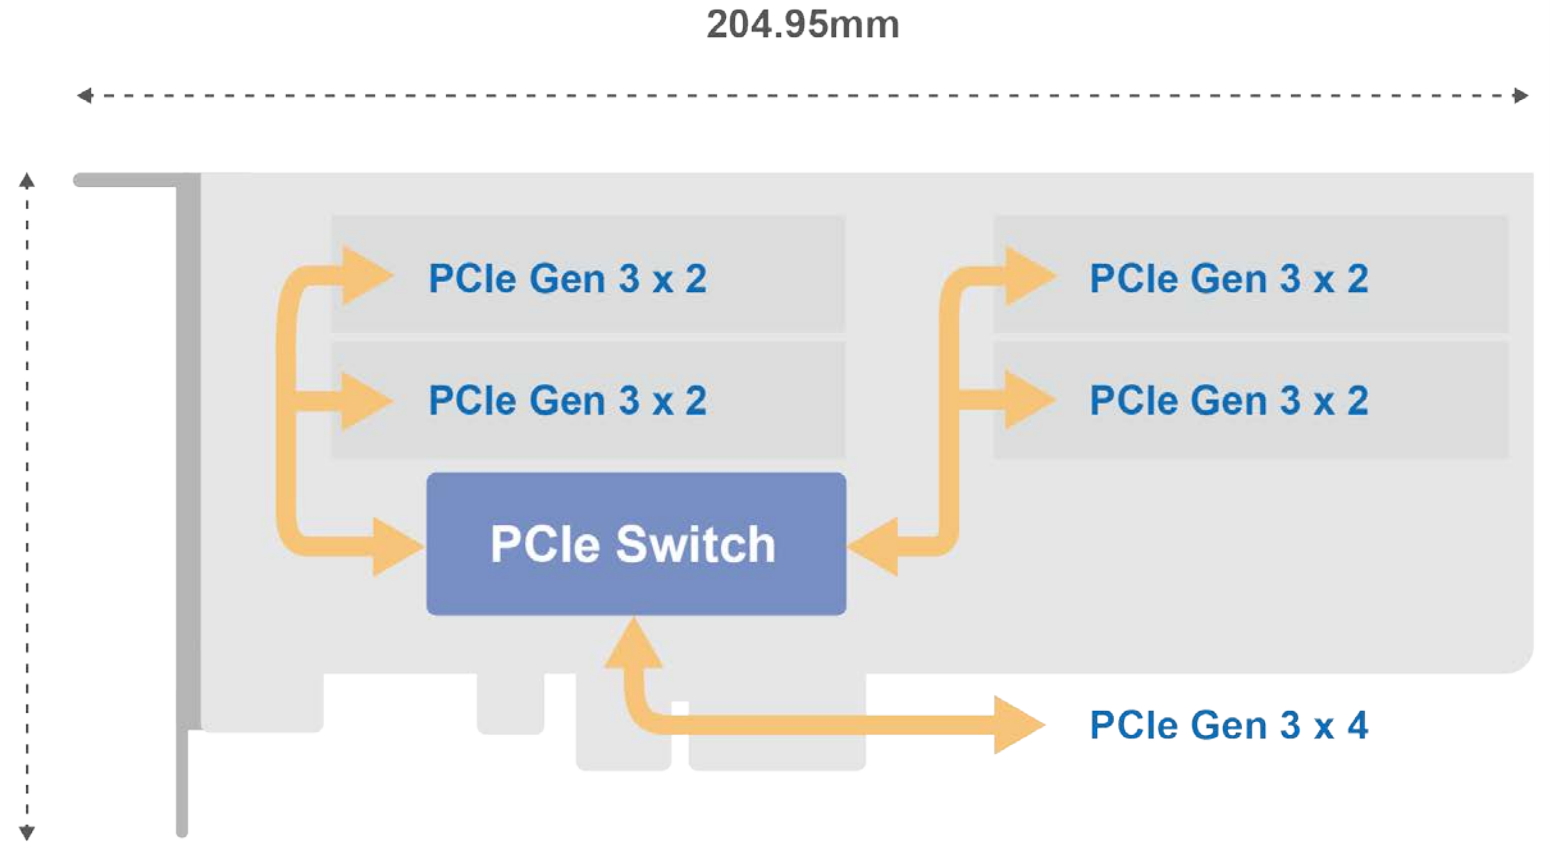 204.95mm
PCIe Gen 3 x 2
PCIe Gen 3 x 2
PCIe Gen 3 x 2
PCIe Gen 3 x 2
PCIe Switch
PCIe Gen 3 x 4